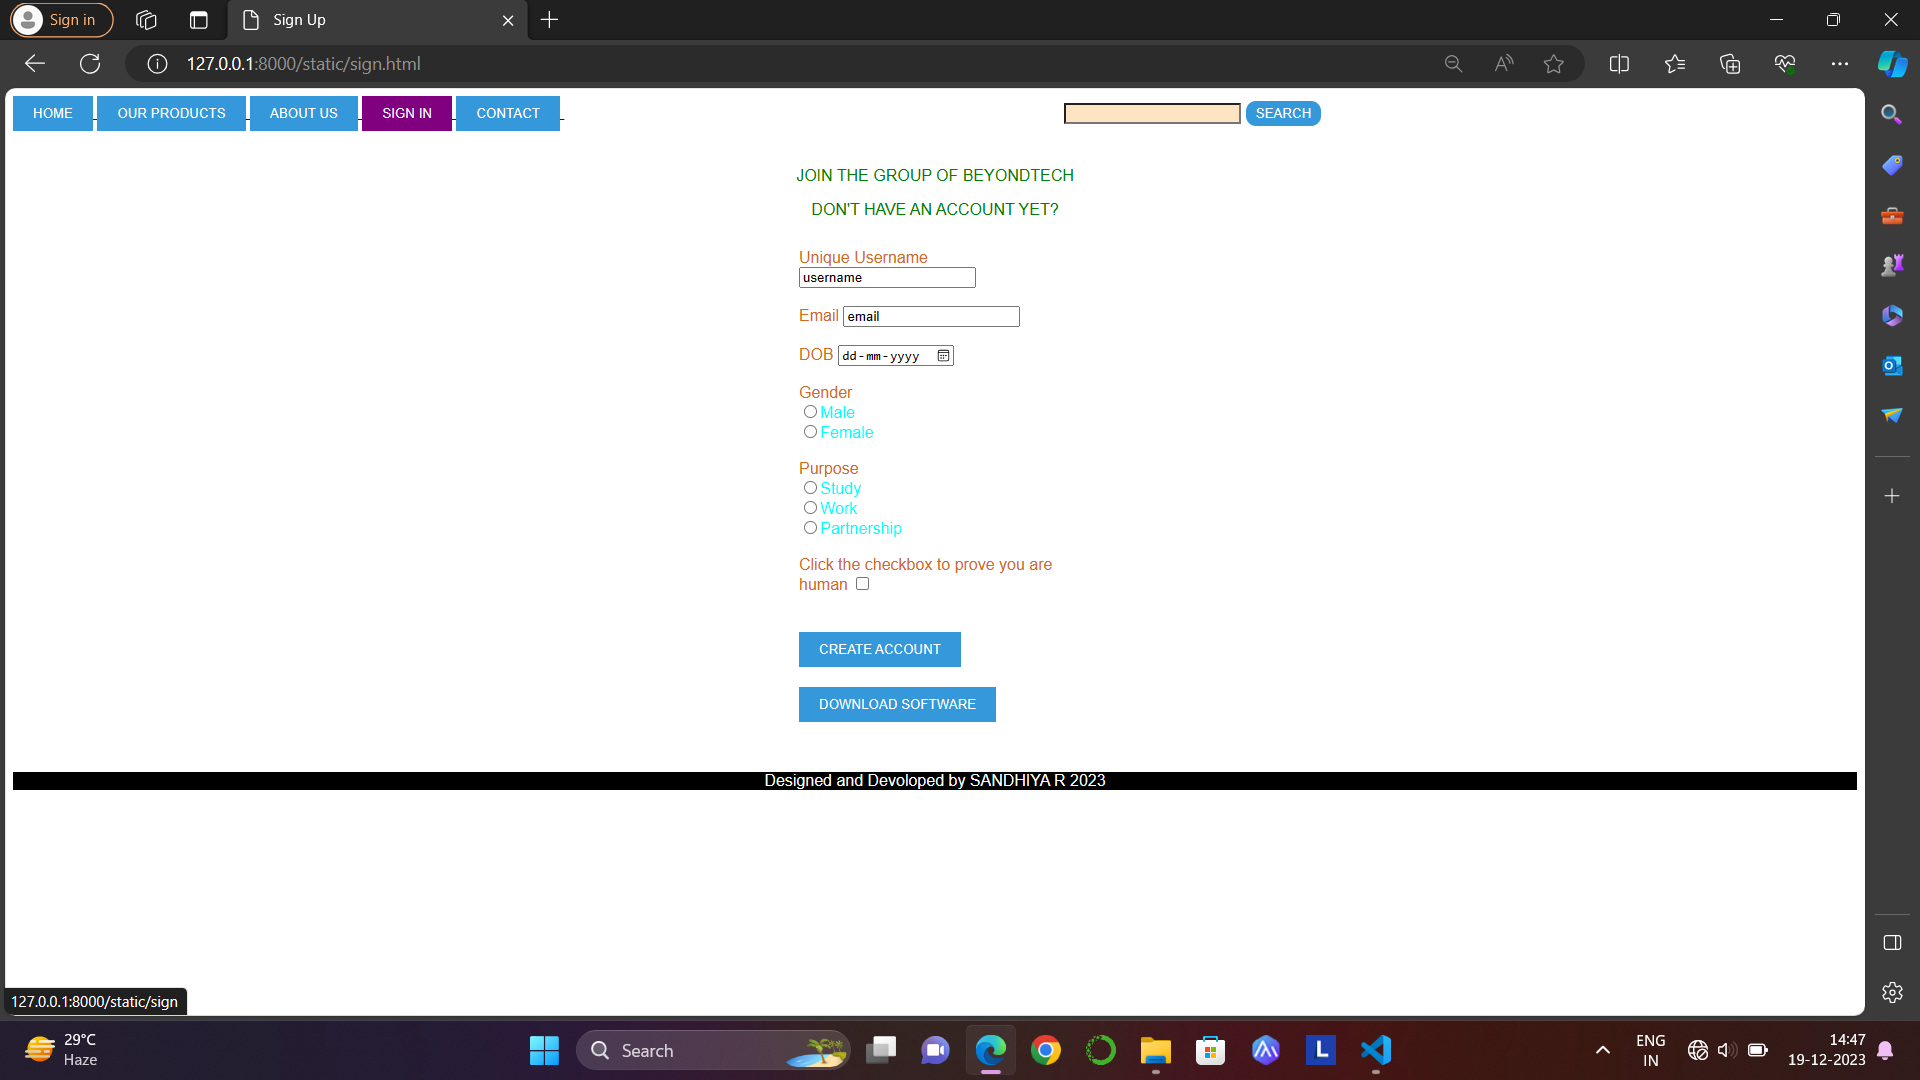 Sign in
Sign Up
127.0.0.1:8000/static/sign.html
HOME OUR PRODUCTS ABOUT US SIGN IN CONTACT SEARCH
JOIN THE GROUP OF BEYONDTECH
DON'T HAVE AN ACCOUNT YET?
Unique Username
username
Email email
DOB dd-mm-yyyy
Gender
Male
Female
Purpose
Study
Work
Partnership
Click the checkbox to prove you are
human
CREATE ACCOUNT
DOWNLOAD SOFTWARE
Designed and Devoloped by SANDHIYA R 2023
127.0.0.1:8000/static/sign
29°C
Haze
Search
L
ENG
IN
14:47
19-12-2023